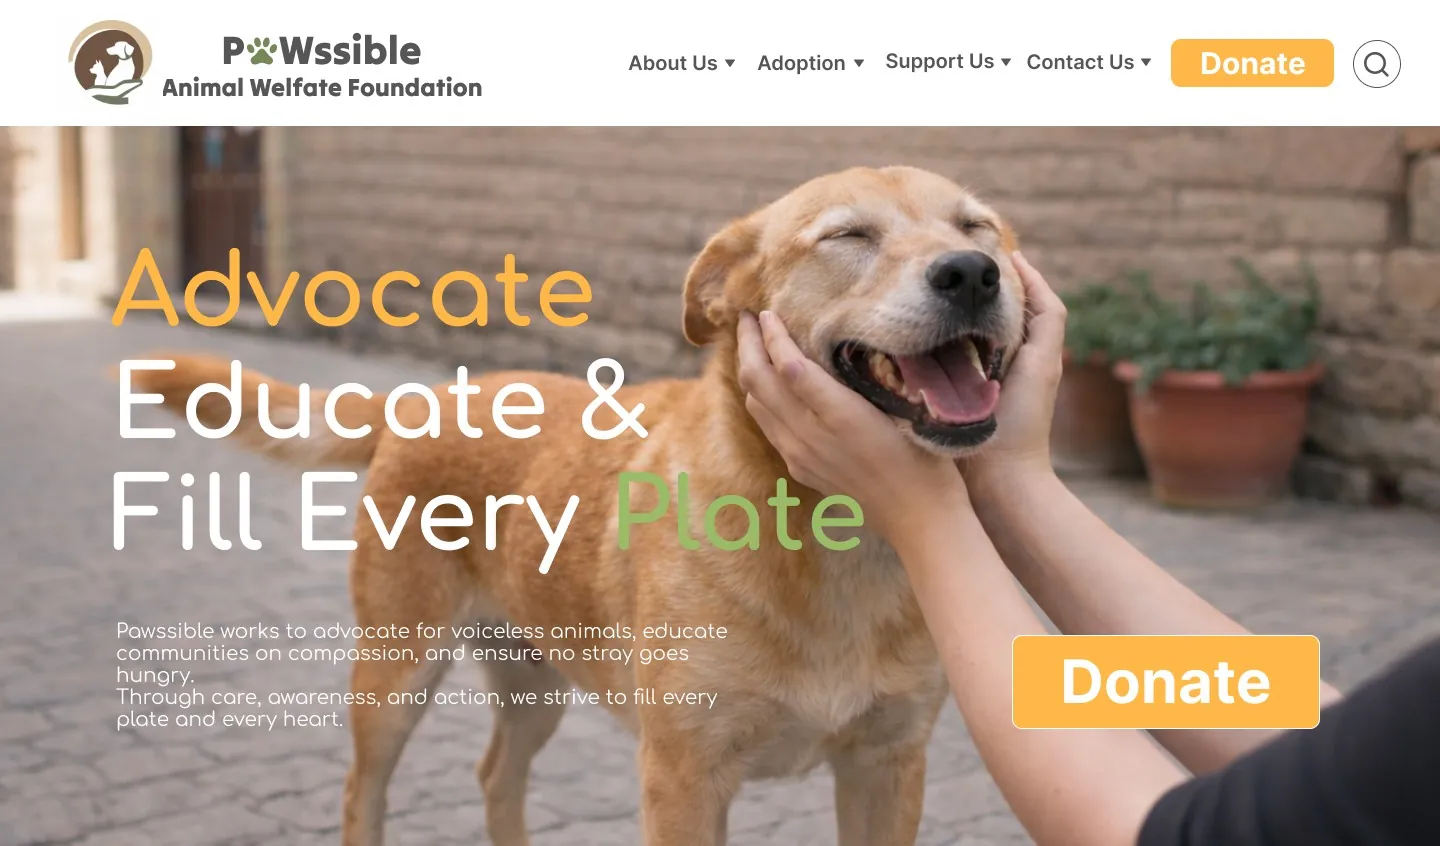 PaWssible
Animal Welfate Foundation
About Us
Adoption
Support Us
Contact Us
Donate
Advocate
Educate &
Fill Every Plate
Pawssible works to advocate for voiceless animals, educate
communities on compassion, and ensure no stray goes
hungry.
Through care, awareness, and action, we strive to fill every
plate and every heart.
Donate